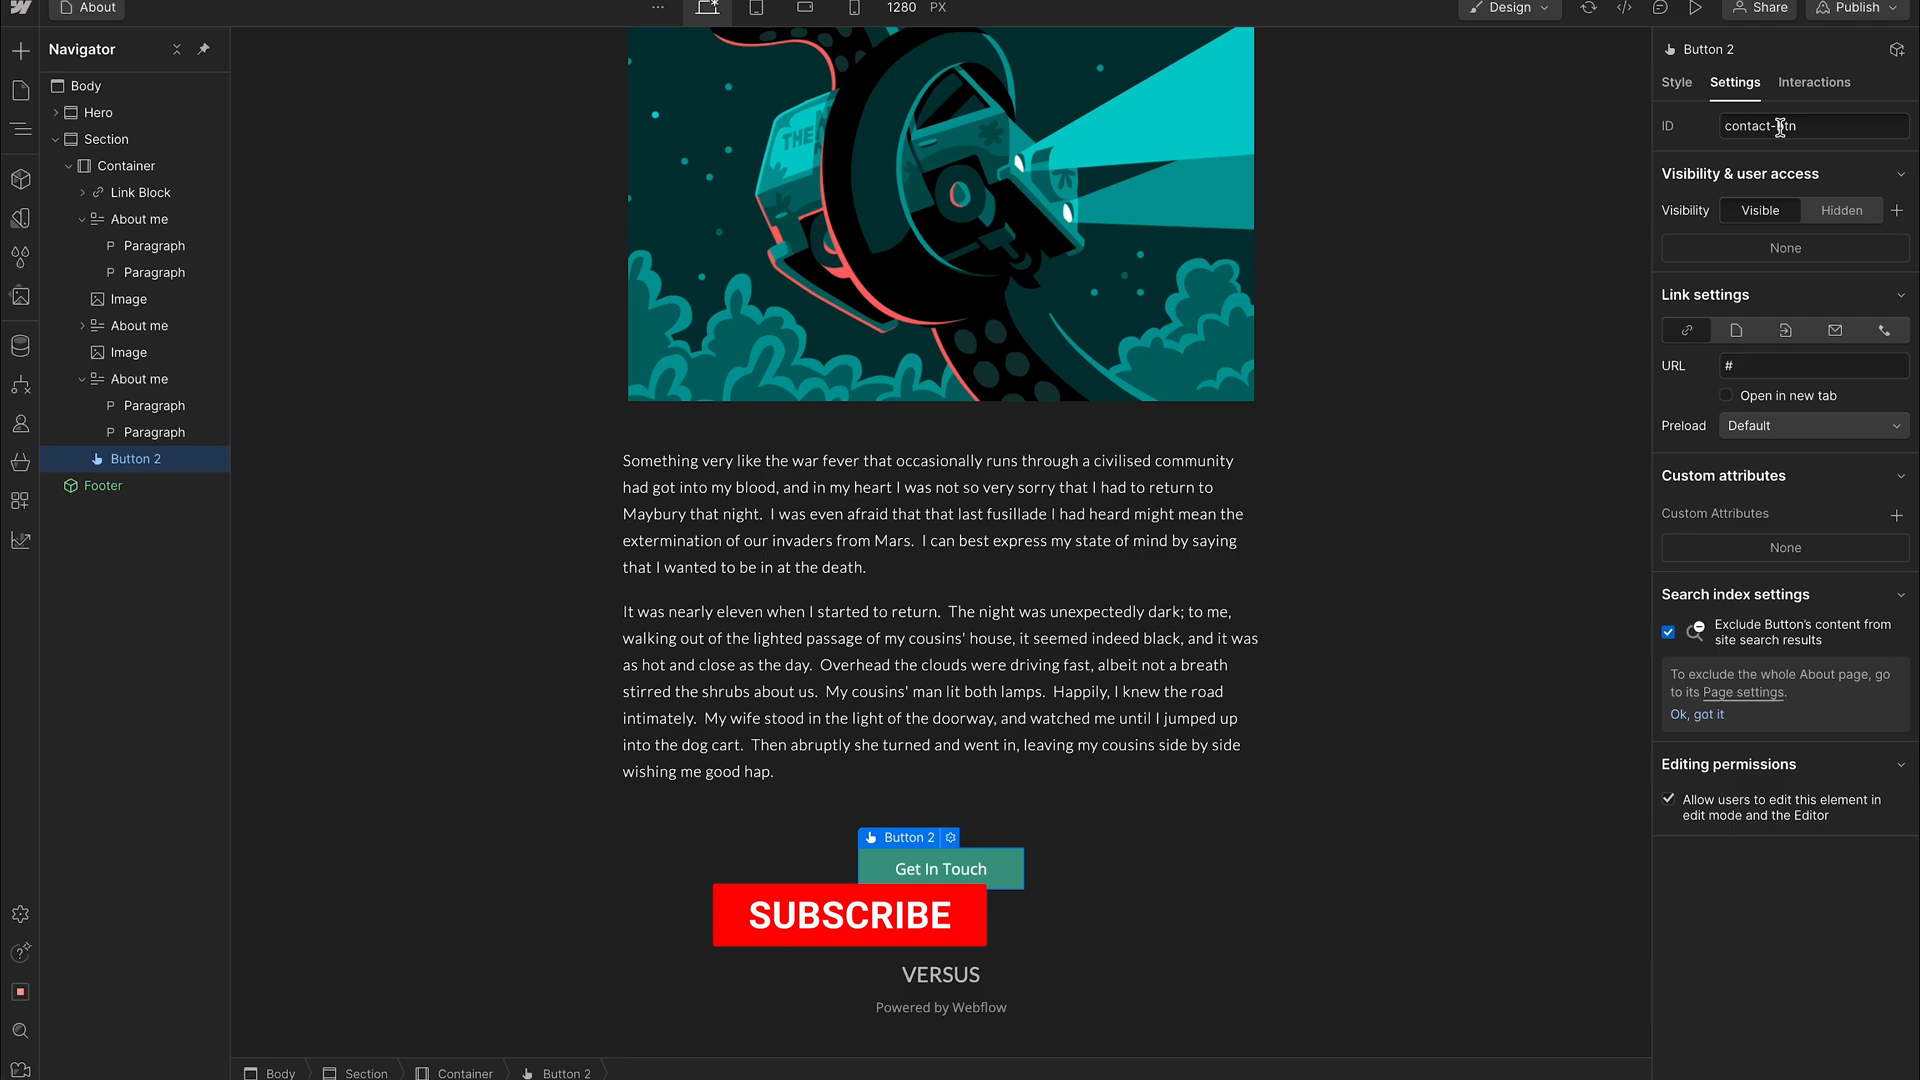 About
1280 PX
Design
Share
Publish
Navigator
Body
Hero
Section
Container
Link Block
About me
Paragraph
Paragraph
Image
About me
Image
About me
Paragraph
Paragraph
Button 2
Footer
THE
Something very like the war fever that occasionally runs through a civilised community
had got into my blood, and in my heart I was not so very sorry that I had to return to
Maybury that night. I was even afraid that that last fusillade I had heard might mean the
extermination of our invaders from Mars. I can best express my state of mind by saying
that I wanted to be in at the death.
It was nearly eleven when I started to return. The night was unexpectedly dark; to me,
walking out of the lighted passage of my cousins' house, it seemed indeed black, and it was
as hot and close as the day. Overhead the clouds were driving fast, albeit not a breath
stirred the shrubs about us. My cousins' man lit both lamps. Happily, I knew the road
intimately. My wife stood in the light of the doorway, and watched me until I jumped up
into the dog cart. Then abruptly she turned and went in, leaving my cousins side by side
wishing me good hap.
Button 2
Get In Touch
SUBSCRIBE
VERSUS
Powered by Webflow
Body
Section
Container
Button 2
Button 2
Style Settings Interactions
ID contact-btn
Visibility & user access
Visibility Visible Hidden
None
Link settings
URL #
Open in new tab
Preload Default
Custom attributes
Custom Attributes
None
Search index settings
Exclude Button's content from
site search results
To exclude the whole About page, go
to its Page settings.
Ok, got it
Editing permissions
Allow users to edit this element in
edit mode and the Editor